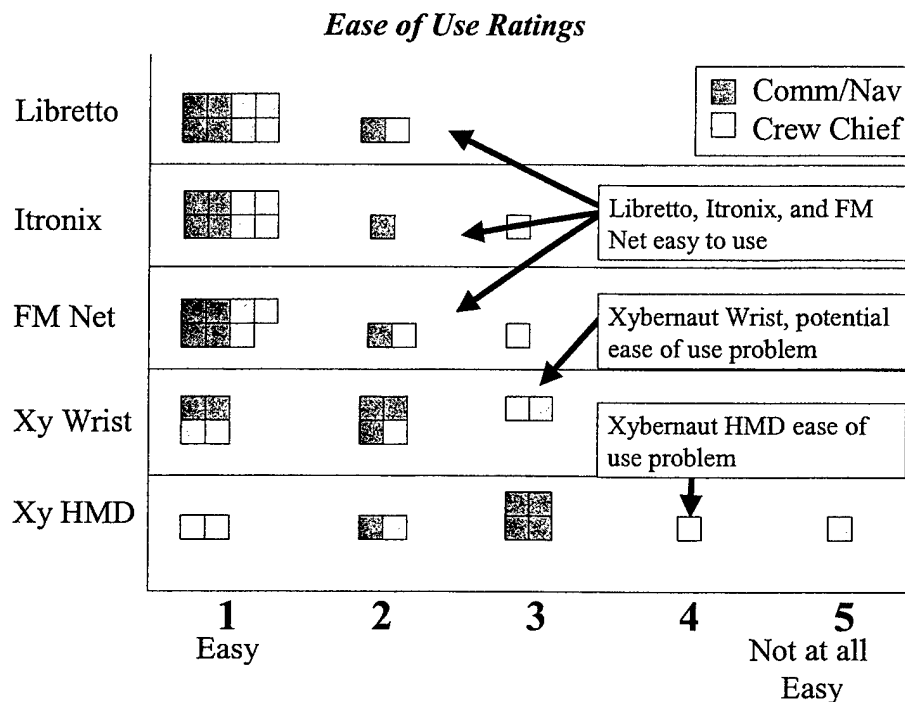 Ease of Use Ratings
Libretto
Comm/Nav
Crew Chief
Itronix
Libretto, Itronix, and FM
Net easy to use
FM Net
Xybernaut Wrist, potential
ease of use problem
Xy Wrist
Xybernaut HMD ease of
use problem
Xy HMD
1 2 3 4 5
Easy
Not at all
Easy